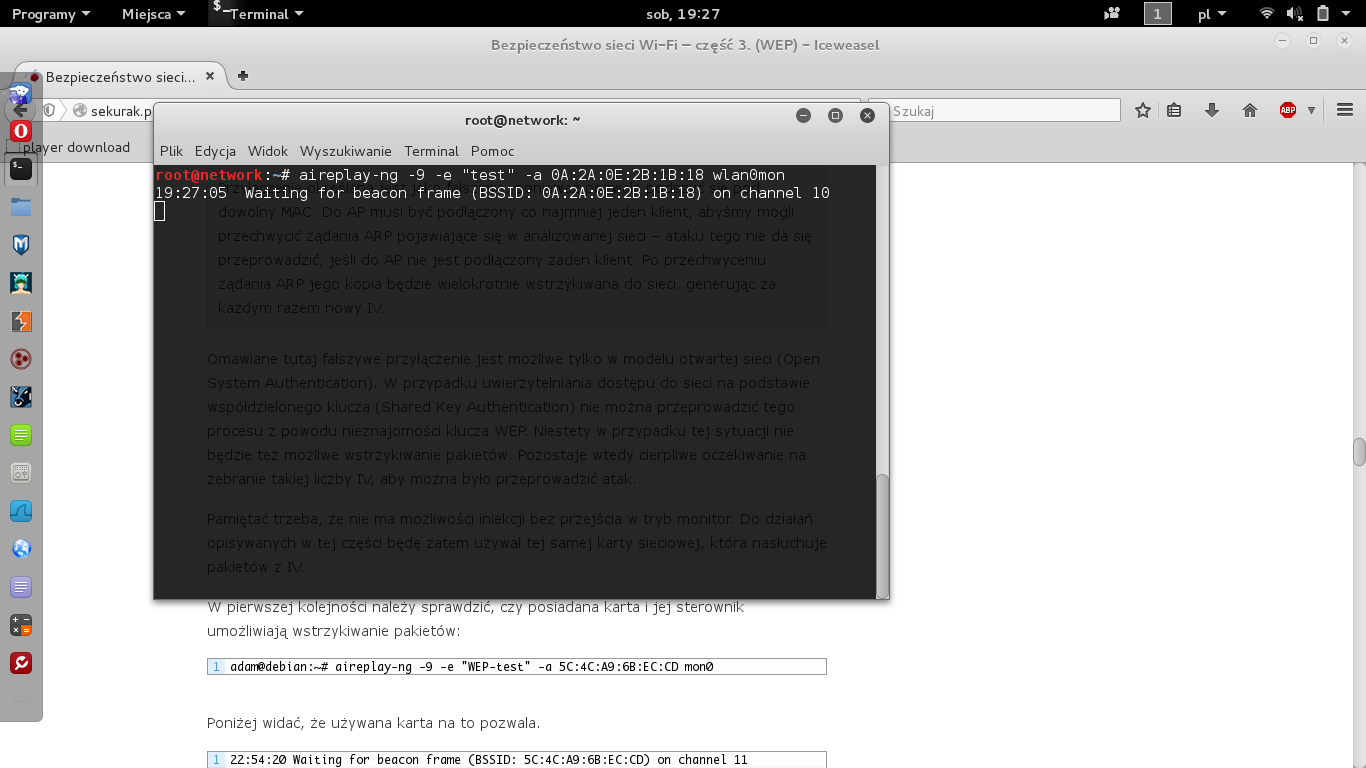 Programy Miejsca Terminal sob, 19:27 1 pl
Bezpieczeństwo sieci Wi-Fi – część 3. (WEP) - Iceweasel
Bezpieczeństwo sieci...
sekurak.p Szukaj ABP
player download
root@network: ~
Plik Edycja Widok Wyszukiwanie Terminal Pomoc
root@network:~# aireplay-ng -9 -e "test" -a 0A:2A:0E:2B:1B:18 wlan0mon
19:27:05 Waiting for beacon frame (BSSID: 0A:2A:0E:2B:1B:18) on channel 10
dowolny MAC. Do AP musi być podłączony co najmniej jeden klient, abyśmy mogli
przechwycić żądania ARP pojawiające się w analizowanej sieci – ataku tego nie da się
przeprowadzić, jeśli do AP nie jest podłączony żaden klient. Po przechwyceniu
żądania ARP jego kopia będzie wielokrotnie wstrzykiwana do sieci, generując za
każdym razem nowy IV.
Omawiane tutaj fałszywe przyłączenie jest możliwe tylko w modelu otwartej sieci (Open
System Authentication). W przypadku uwierzytelniania dostępu do sieci na podstawie
współdzielonego klucza (Shared Key Authentication) nie można przeprowadzić tego
procesu z powodu nieznajomości klucza WEP. Niestety w przypadku tej sytuacji nie
będzie też możliwe wstrzykiwanie pakietów. Pozostaje wtedy cierpliwe oczekiwanie na
zebranie takiej liczby IV, aby można było przeprowadzić atak.
Pamiętać trzeba, że nie ma możliwości iniekcji bez przejścia w tryb monitor. Do działań
opisywanych w tej części będę zatem używał tej samej karty sieciowej, która nasłuchuje
pakietów z IV.
W pierwszej kolejności należy sprawdzić, czy posiadana karta i jej sterownik
umożliwiają wstrzykiwanie pakietów:
1 adam@debian:~# aireplay-ng -9 -e "WEP-test" -a 5C:4C:A9:6B:EC:CD mon0
Poniżej widać, że używana karta na to pozwala.
1 22:54:20 Waiting for beacon frame (BSSID: 5C:4C:A9:6B:EC:CD) on channel 11